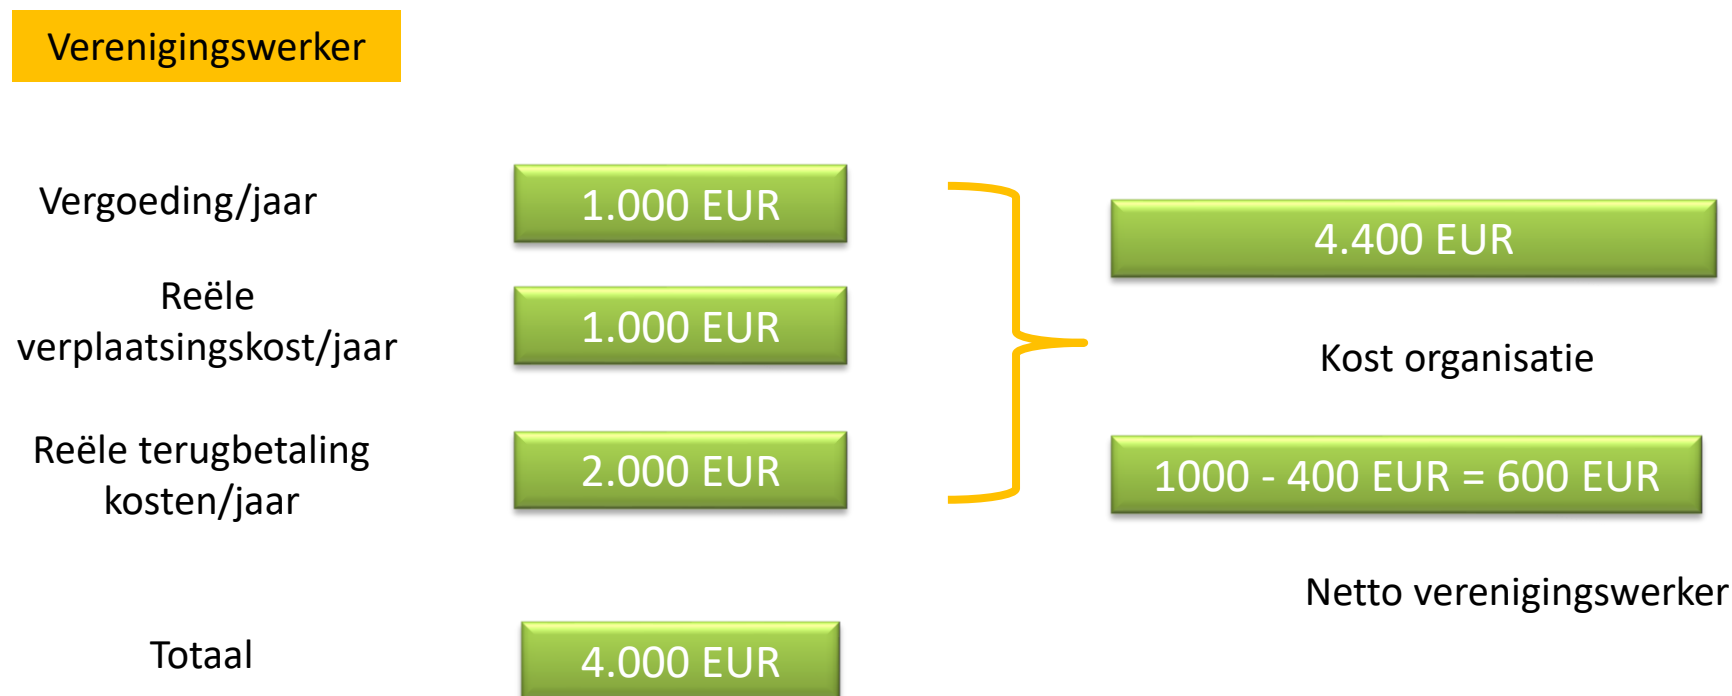 Verenigingswerker
Vergoeding/jaar
1.000 EUR
4.400 EUR
Reële
verplaatsingskost/jaar
1.000 EUR
Kost organisatie
Reële terugbetaling
kosten/jaar
2.000 EUR
1000 - 400 EUR = 600 EUR
Netto verenigingswerker
Totaal
4.000 EUR